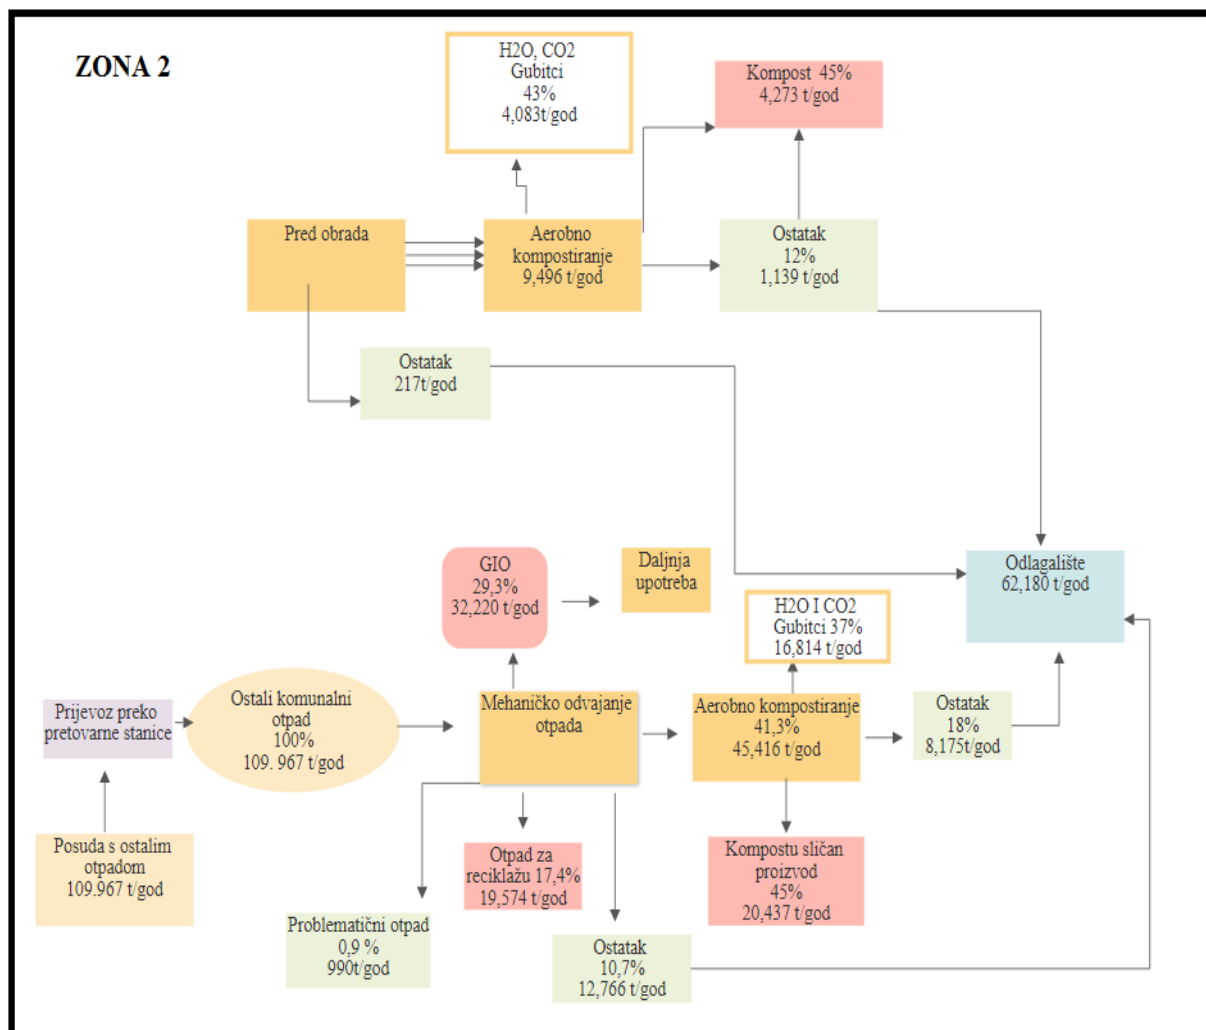 ZONA 2
H2O, CO2
Gubitci
43%
4,083t/god
Kompost 45%
4,273 t/god
Pred obrada
Aerobno
kompostiranje
9,496 t/god
Ostatak
12%
1,139 t/god
Ostatak
217t/god
GIO
29,3%
32,220 t/god
Daljnja
upotreba
H2O I CO2
Gubitci 37%
16,814 t/god
Odlagalište
62,180 t/god
Prijevoz preko
pretovarne stanice
Ostali komunalni
otpad
100%
109. 967 t/god
Mehaničko odvajanje
otpada
Aerobno kompostiranje
41,3%
45,416 t/god
Ostatak
18%
8,175t/god
Posuda s ostalim
otpadom
109.967 t/god
Otpad za
reciklažu 17,4%
19,574 t/god
Kompostu sličan
proizvod
45%
20,437 t/god
Problematični otpad
0,9 %
990t/god
Ostatak
10,7%
12,766 t/god